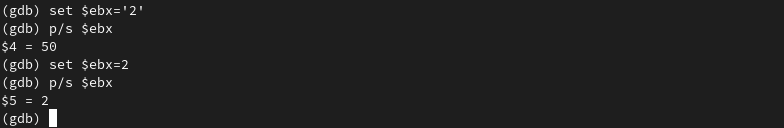 (gdb) set $ebx='2'
(gdb) p/s $ebx
$4 = 50
(gdb) set $ebx=2
(gdb) p/s $ebx
$5 = 2
(gdb)